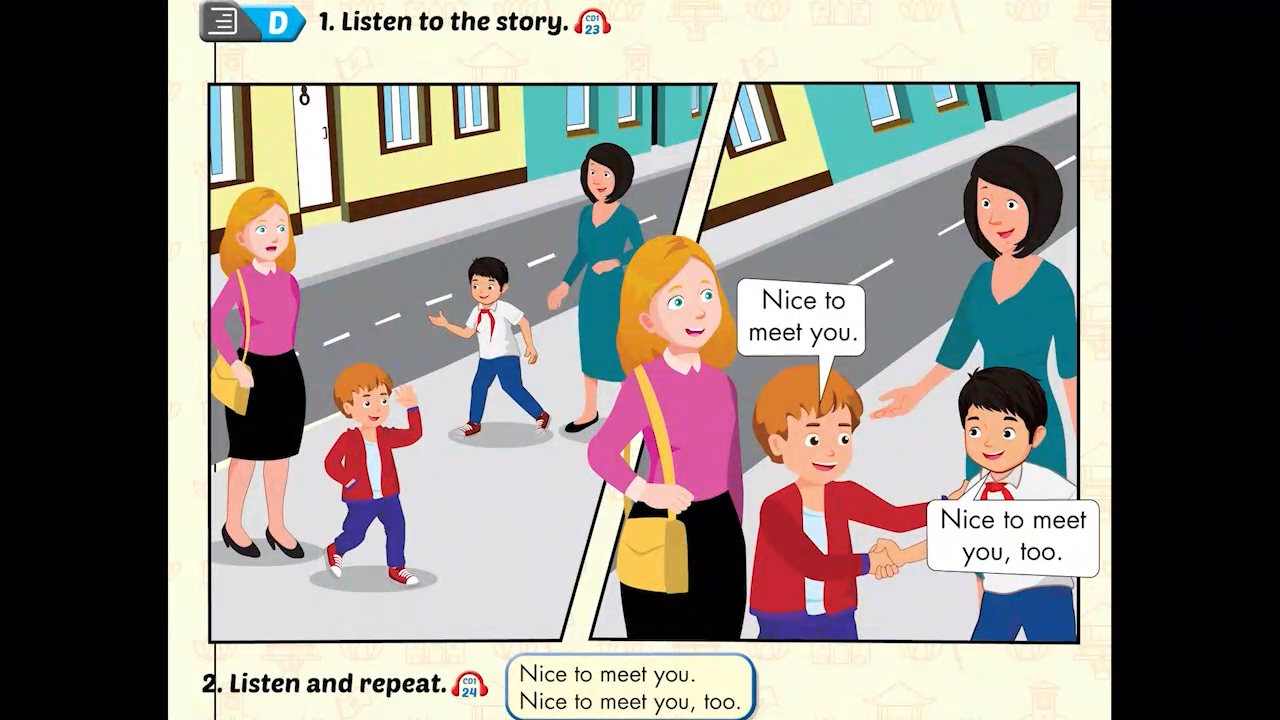 D 1. Listen to the story. CD1 23
Nice to
meet you.
Nice to meet
you, too.
2. Listen and repeat. CD1 24
Nice to meet you.
Nice to meet you, too.